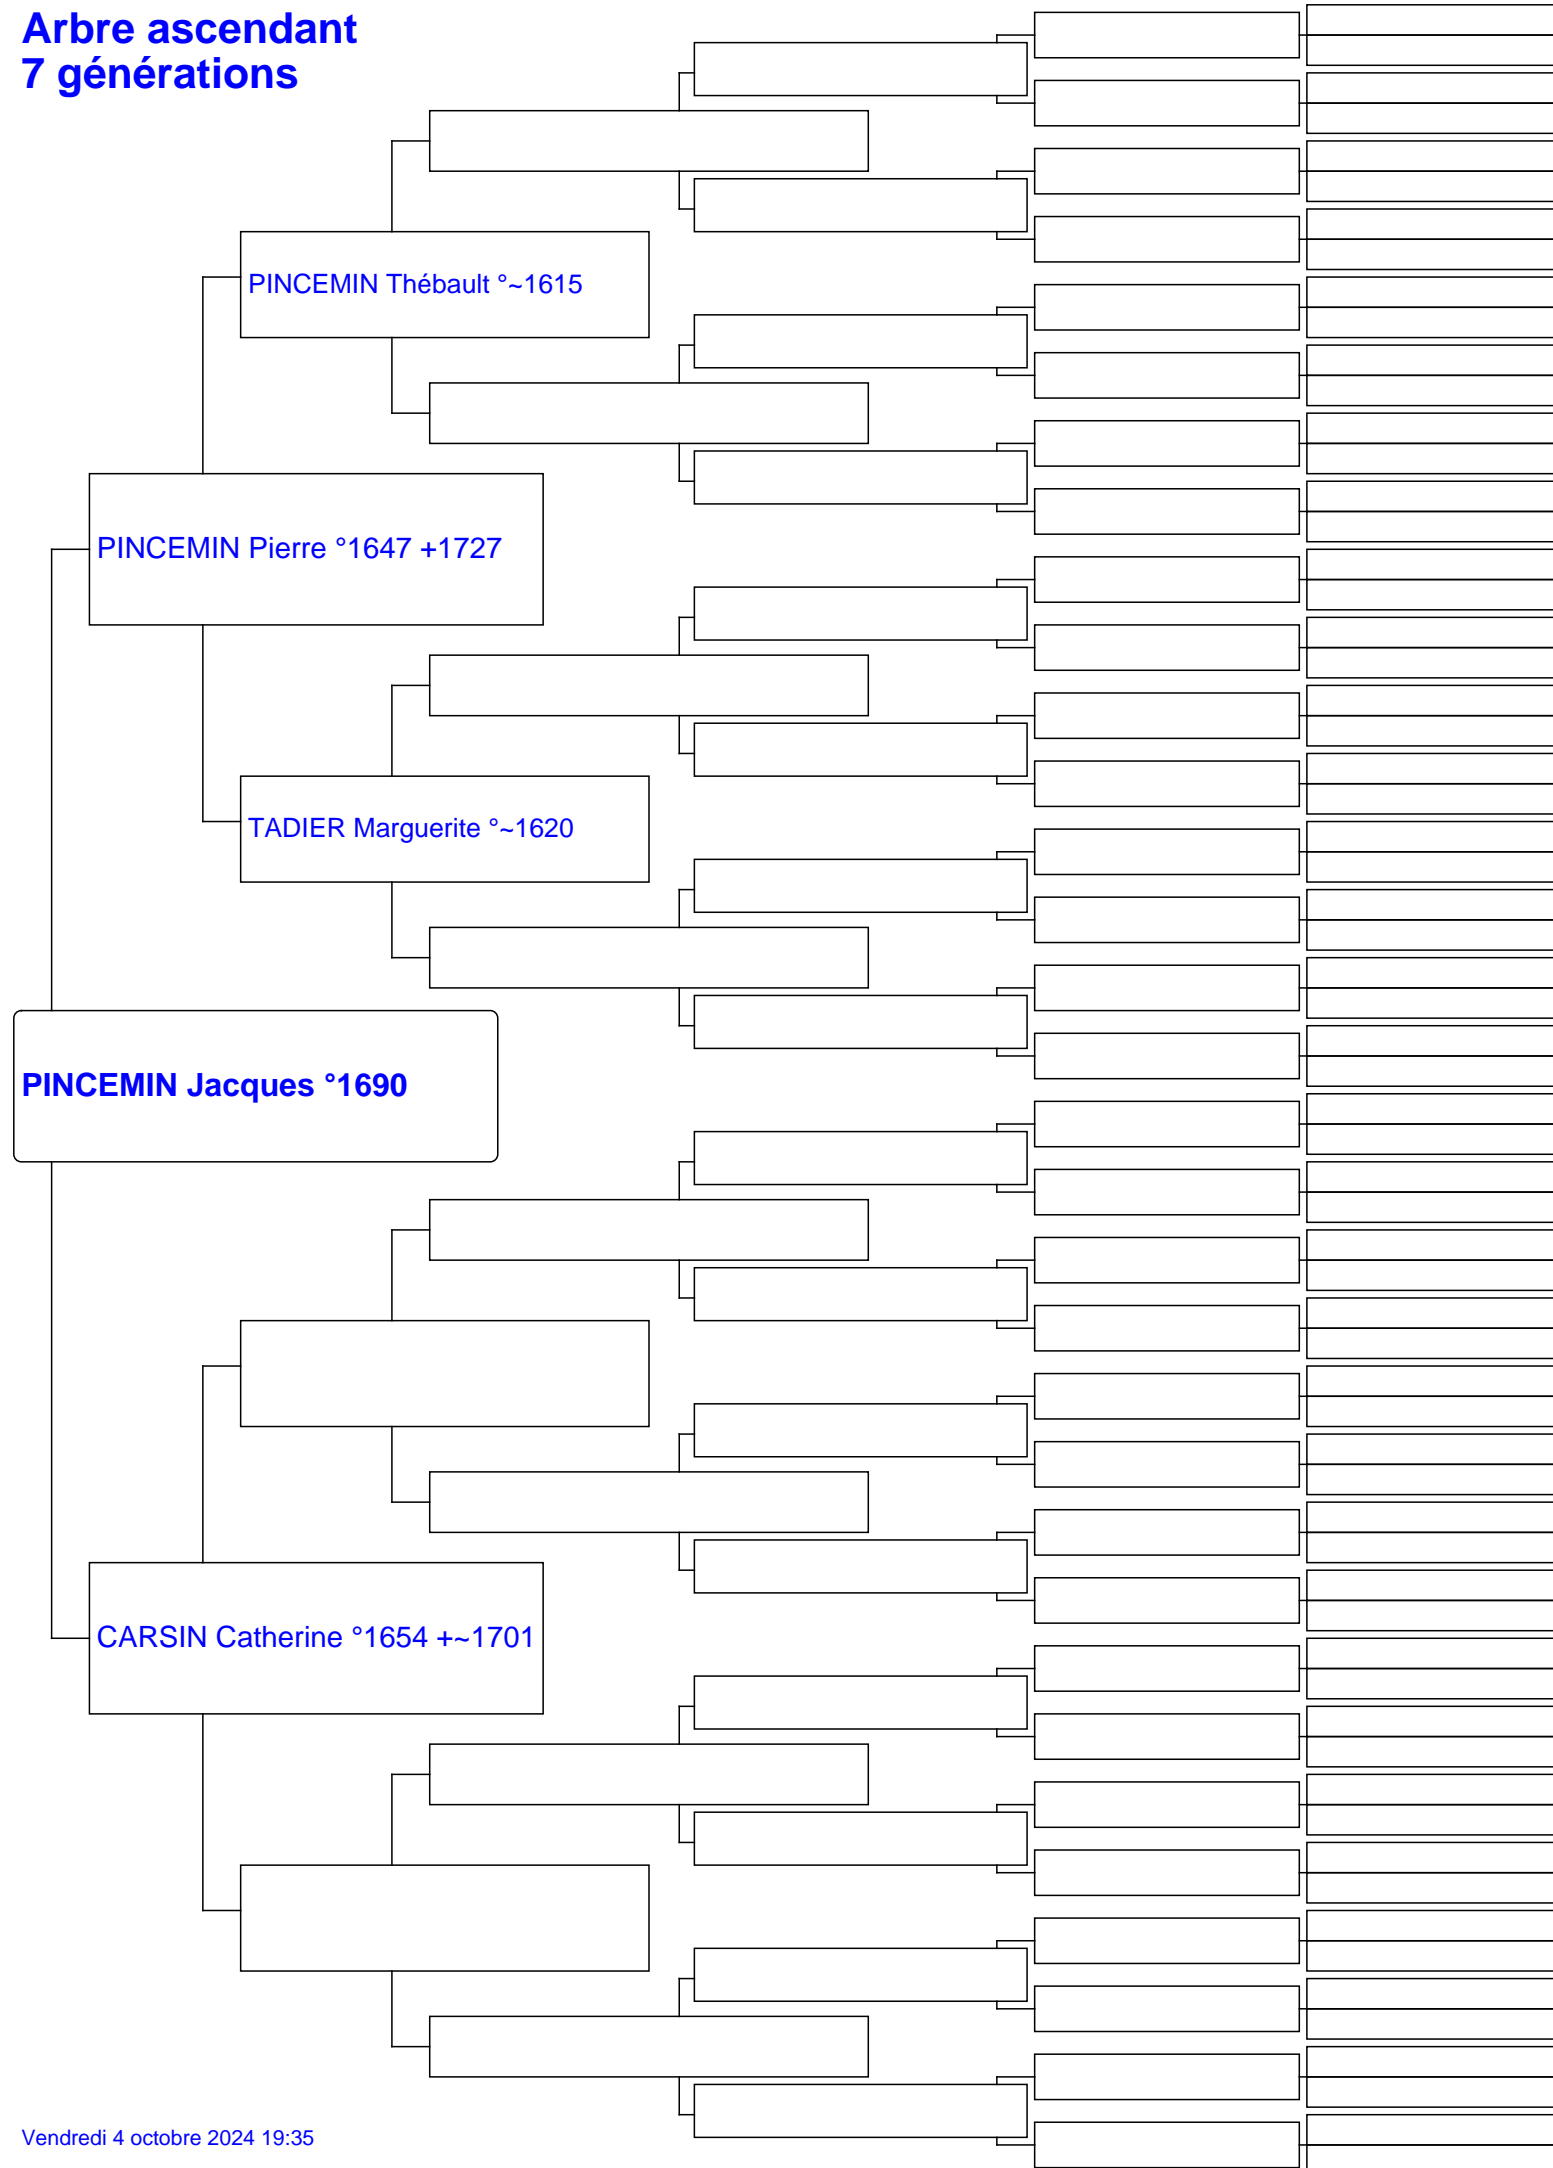 Arbre ascendant
7 générations
PINCEMIN Thébault °~1615
PINCEMIN Pierre °1647 +1727
TADIER Marguerite °~1620
PINCEMIN Jacques °1690
CARSIN Catherine °1654 +~1701
Vendredi 4 octobre 2024 19:35